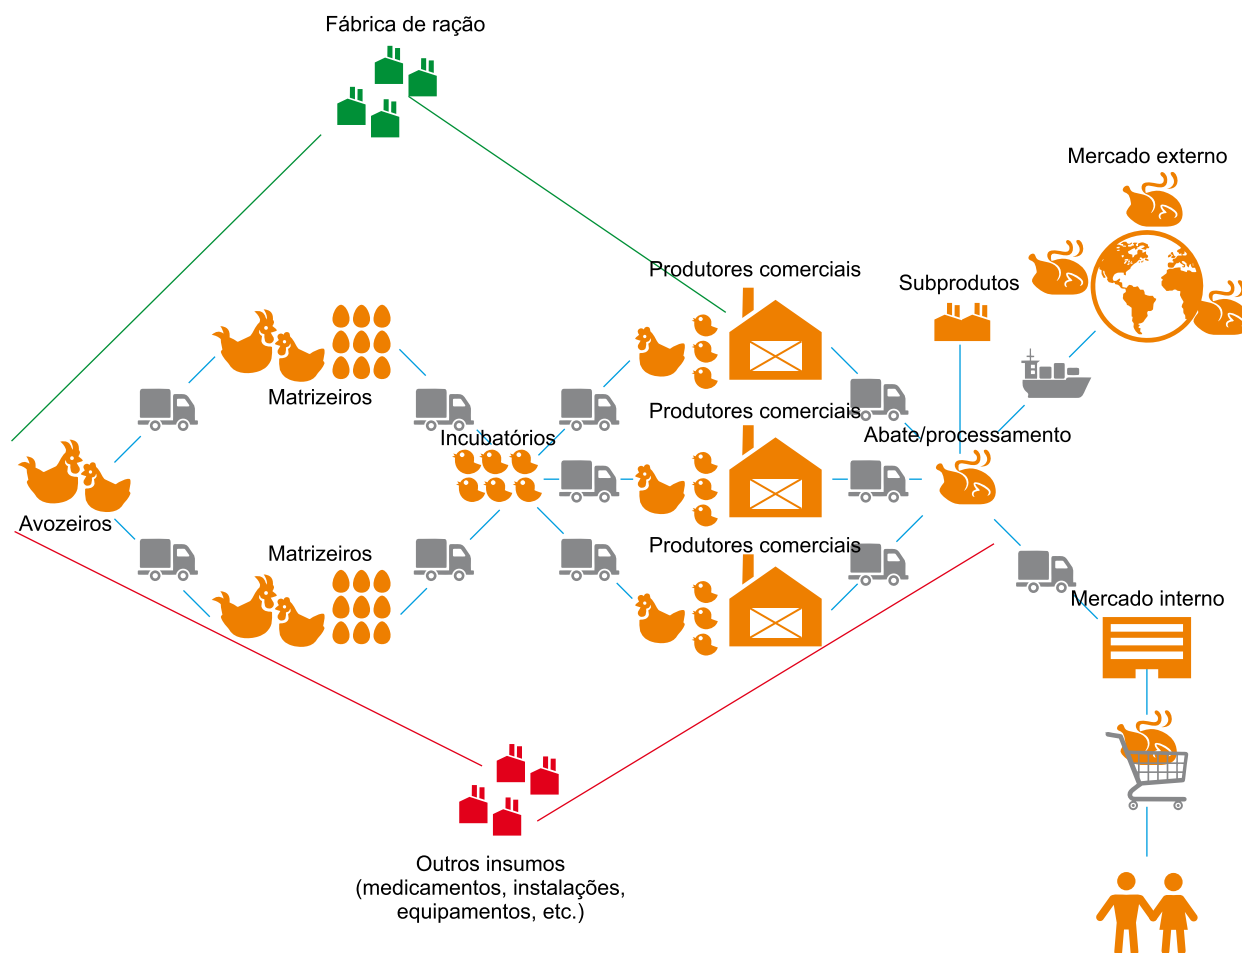 Fábrica de ração
Mercado externo
Produtores comerciais
Subprodutos
Matrizeiros
Produtores comerciais
Incubatórios
Abate/processamento
Avozeiros
Matrizeiros
Produtores comerciais
Mercado interno
Outros insumos
(medicamentos, instalações,
equipamentos, etc.)